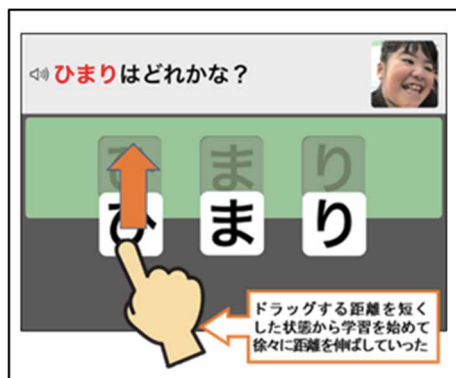 ひまりはどれかな？
ひ ま り
ひ ま り
ドラッグする距離を短く
した状態から学習を始めて
徐々に距離を伸ばしていった